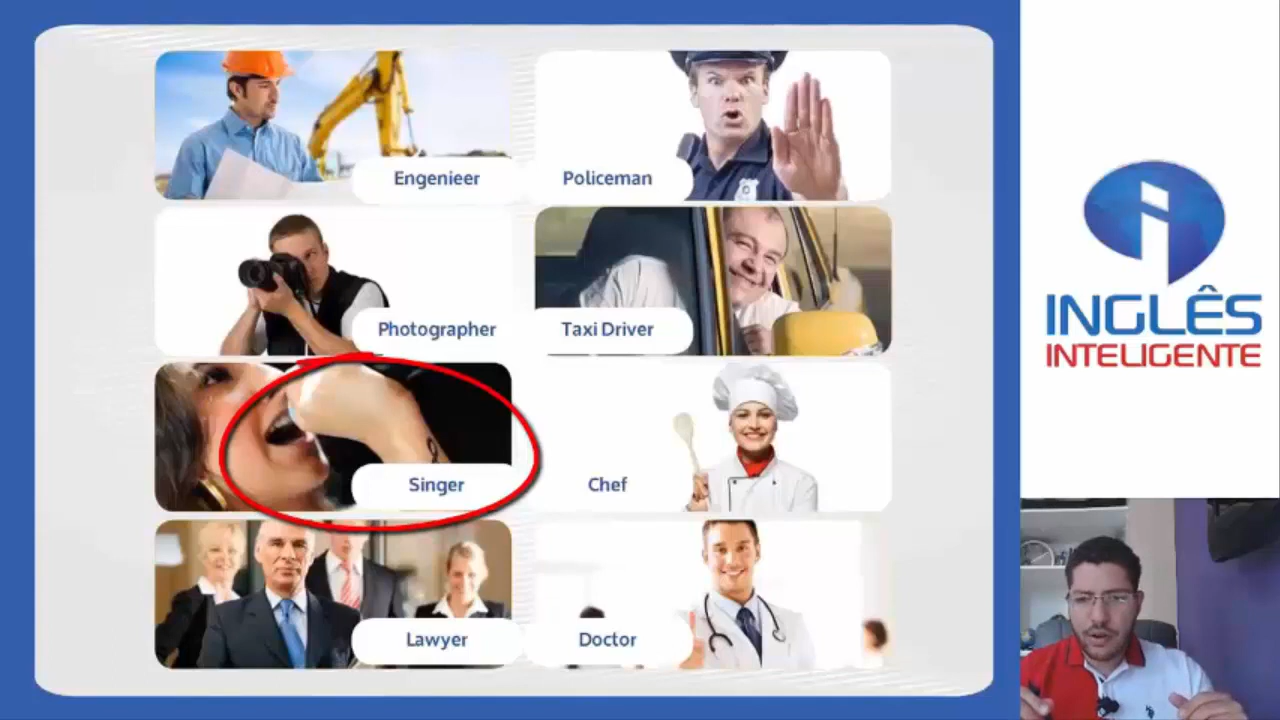 Engenieer
Policeman
Photographer
Taxi Driver
Singer
Chef
Lawyer
Doctor
INGLÊS
INTELIGENTE